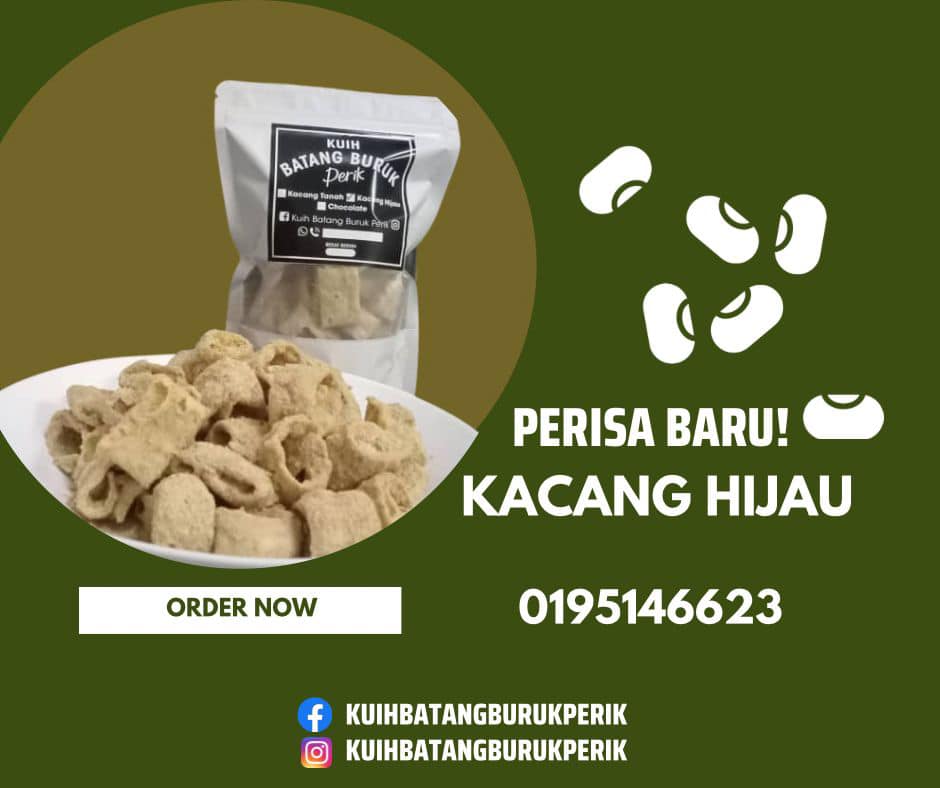 KUIH
BATANG BURUK
Perik
Kacang Tanah Kacang Hijau
Chocolate
Kuih Batang Buruk Perik
PERISA BARU!
KACANG HIJAU
ORDER NOW
0195146623
KUIHBATANGBURUKPERIK
KUIHBATANGBURUKPERIK